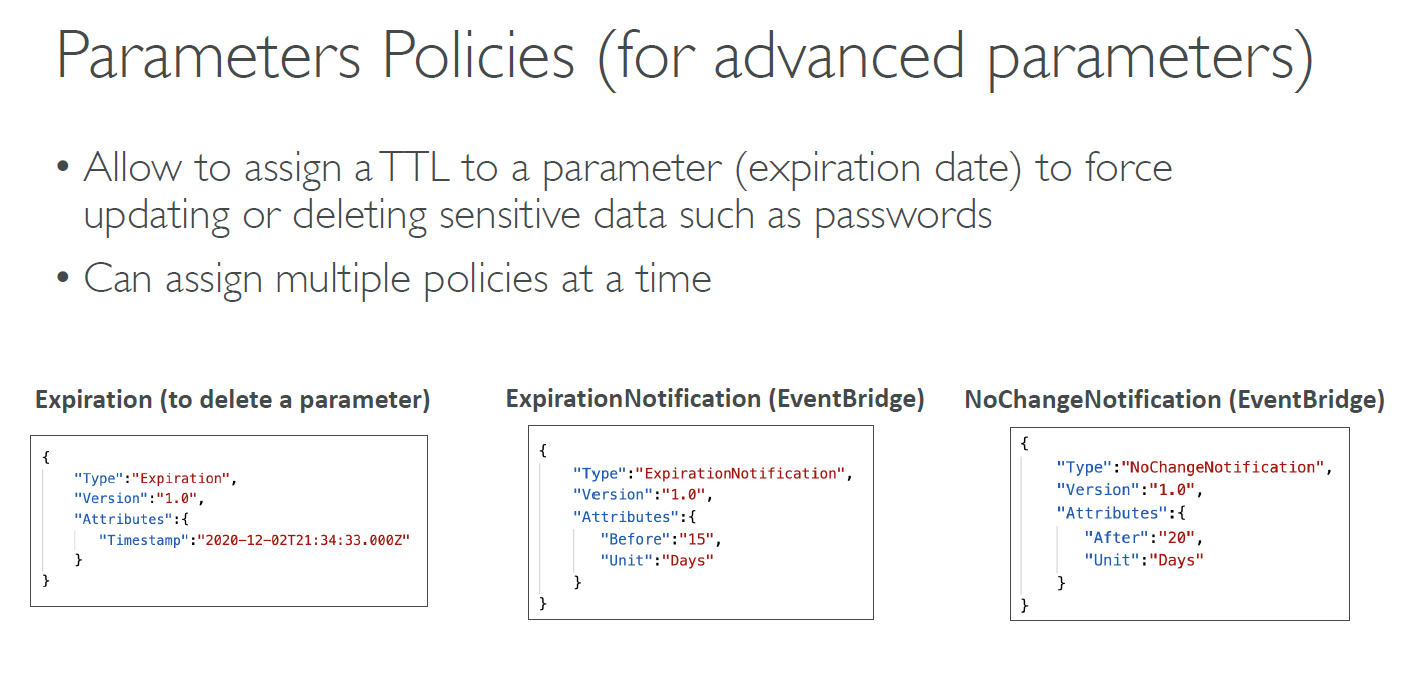 Parameters Policies (for advanced parameters)
• Allow to assign a TTL to a parameter (expiration date) to force
updating or deleting sensitive data such as passwords
• Can assign multiple policies at a time
Expiration (to delete a parameter)
{
"Type":"Expiration",
"Version":"1.0",
"Attributes":{
"Timestamp":"2020-12-02T21:34:33.000Z"
}
}
ExpirationNotification (EventBridge)
{
"Type":"ExpirationNotification",
"Version":"1.0",
"Attributes":{
"Before":"15",
"Unit":"Days"
}
}
NoChangeNotification (EventBridge)
{
"Type":"NoChangeNotification",
"Version":"1.0",
"Attributes":{
"After":"20",
"Unit":"Days"
}
}